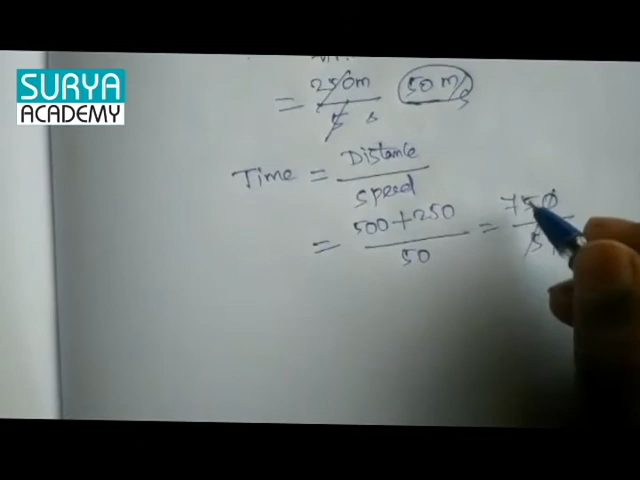 SURYA
ACADEMY
= 250m / 5 s 50 m/s
Time = Distance / Speed
= 500+250 / 50 = 750